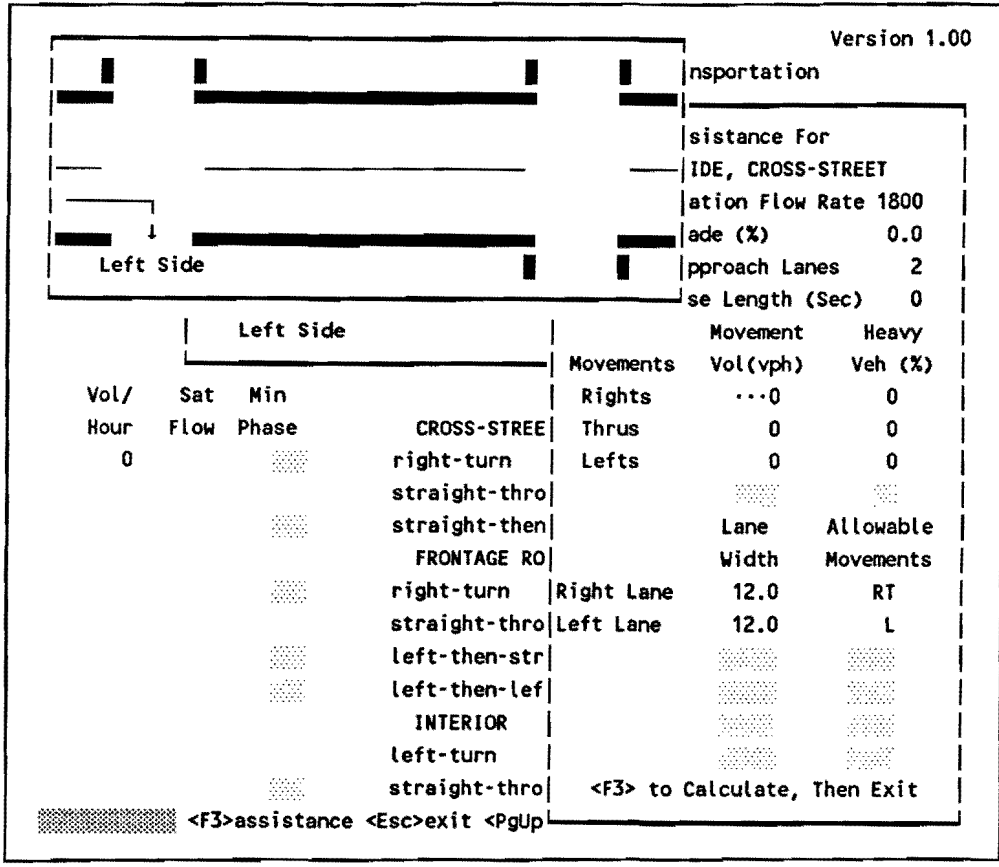 Version 1.00
nsportation
sistance For
IDE, CROSS-STREET
ation Flow Rate 1800
ade (%) 0.0
Left Side
pproach Lanes 2
se Length (Sec) 0
Left Side
Movement Heavy
Movements Vol(vph) Veh (%)
Vol/ Sat Min
Rights ···0 0
Hour Flow Phase CROSS-STREE
Thrus 0 0
0 right-turn
Lefts 0 0
straight-thro
straight-then
Lane Allowable
FRONTAGE RO
Width Movements
right-turn
Right Lane 12.0 RT
straight-thro
Left Lane 12.0 L
left-then-str
left-then-lef
INTERIOR
left-turn
straight-thro
<F3> to Calculate, Then Exit
<F3>assistance <Esc>exit <PgUp